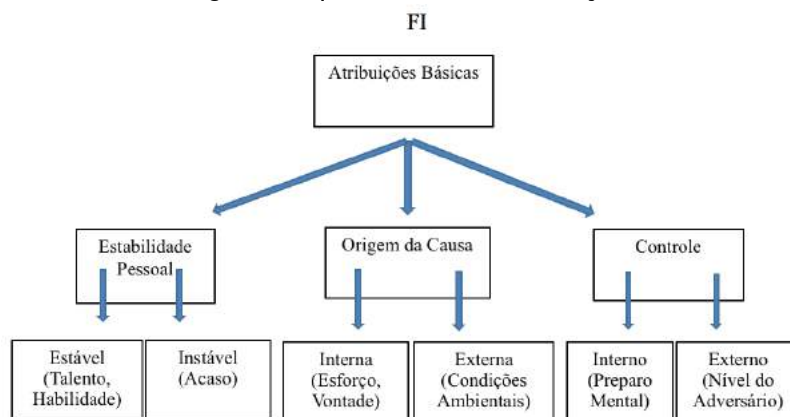 FI
Atribuições Básicas
Estabilidade
Pessoal
Origem da Causa
Controle
Estável
(Talento,
Habilidade)
Instável
(Acaso)
Interna
(Esforço,
Vontade)
Externa
(Condições
Ambientais)
Interno
(Preparo
Mental)
Externo
(Nível do
Adversário)